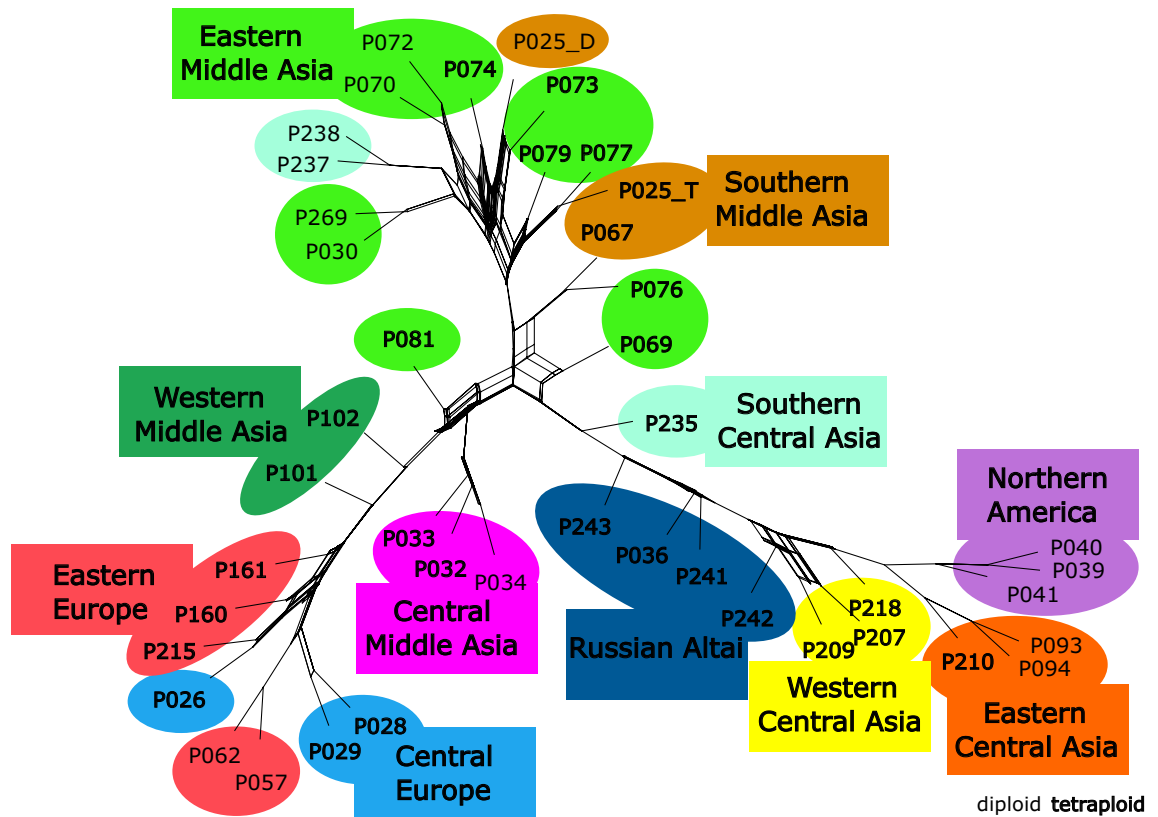 Eastern
Middle Asia
P072
P070
P074
P025_D
P073
P079 P077
P238
P237
P269
P030
P025_T
P067
Southern
Middle Asia
P076
P069
P081
Western
Middle Asia
P102
P101
P235
Southern
Central Asia
Northern
America
P040
P039
P041
P243
P036
P241
P242
Russian Altai
P033
P032
P034
Central
Middle Asia
Eastern
Europe
P161
P160
P215
P026
P062
P057
P028
P029
Central
Europe
P218
P207
P209
Western
Central Asia
P210
P093
P094
Eastern
Central Asia
diploid tetraploid